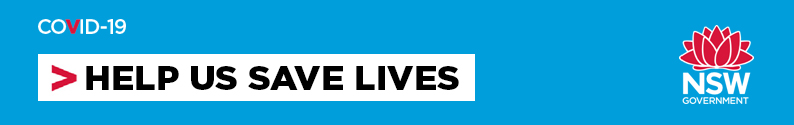 COVID-19
> HELP US SAVE LIVES
NSW
GOVERNMENT